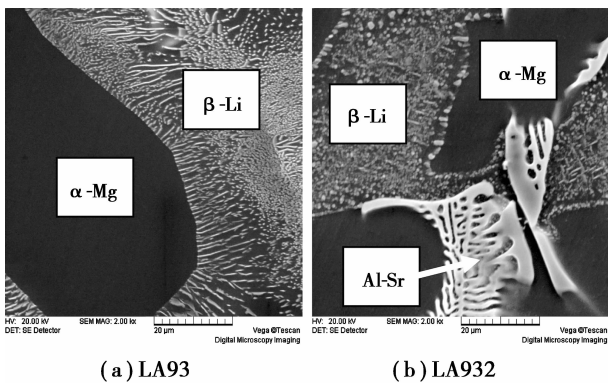 β-Li
α-Mg
HV: 20.00 kV SEM MAG: 2.00 kx
DET: SE Detector 20 μm Vega ©Tescan
Digital Microscopy Imaging
(a) LA93
α-Mg
β-Li
Al-Sr
HV: 20.00 kV SEM MAG: 2.00 kx
DET: SE Detector 20 μm Vega ©Tescan
Digital Microscopy Imaging
(b) LA932